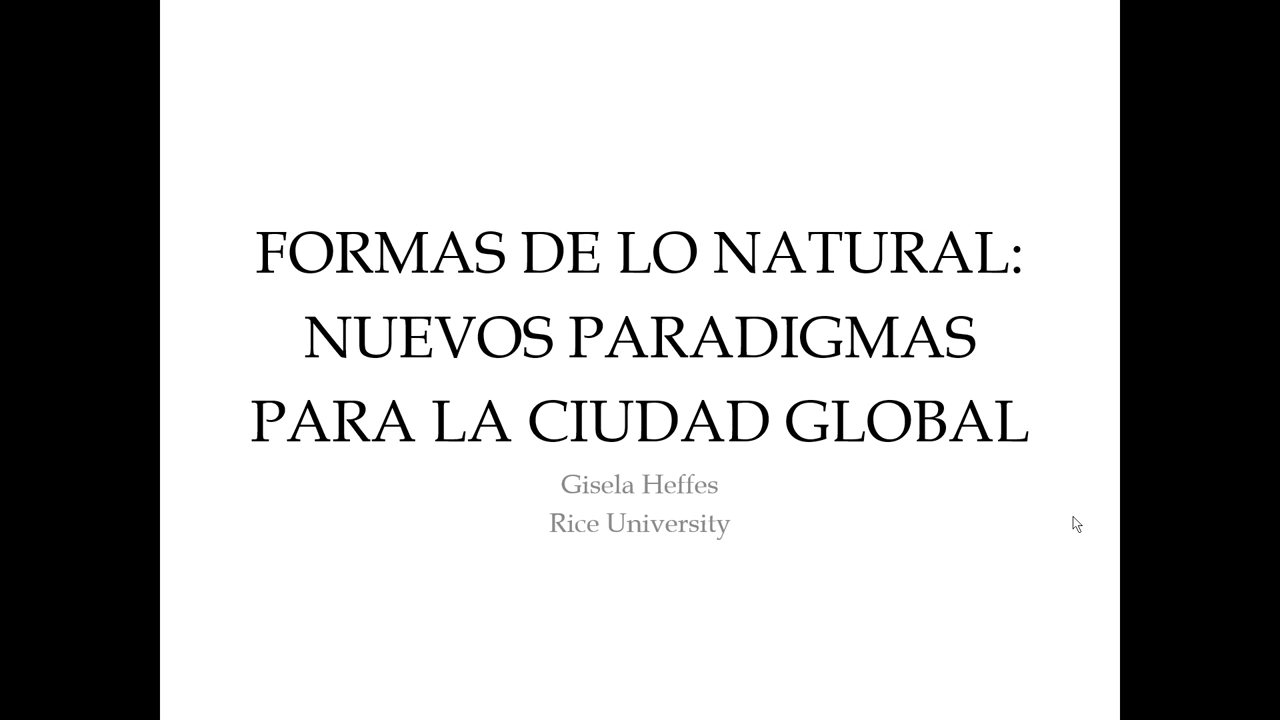 FORMAS DE LO NATURAL:
NUEVOS PARADIGMAS
PARA LA CIUDAD GLOBAL
Gisela Heffes
Rice University